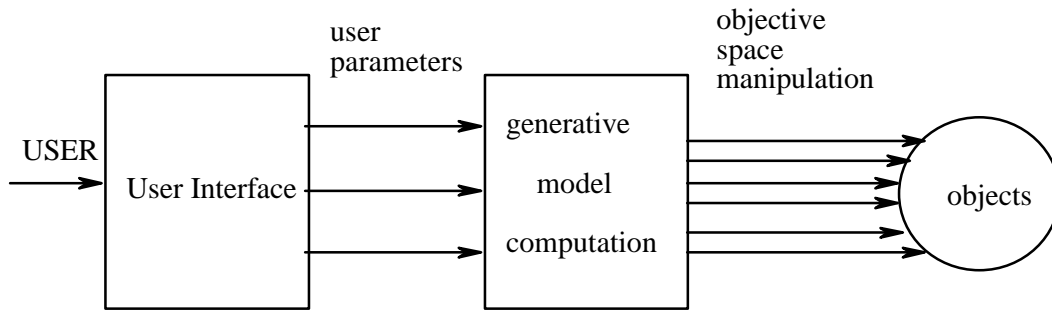 USER
User Interface
user
parameters
generative
model
computation
objective
space
manipulation
objects